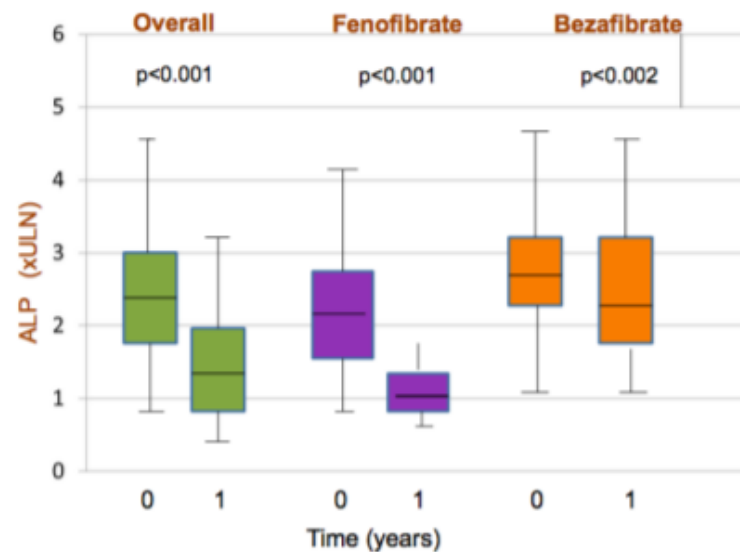 Overall Fenofibrate Bezafibrate
p<0.001 p<0.001 p<0.002
6
5
4
3
2
1
0
ALP (xULN)
0 1 0 1 0 1
Time (years)